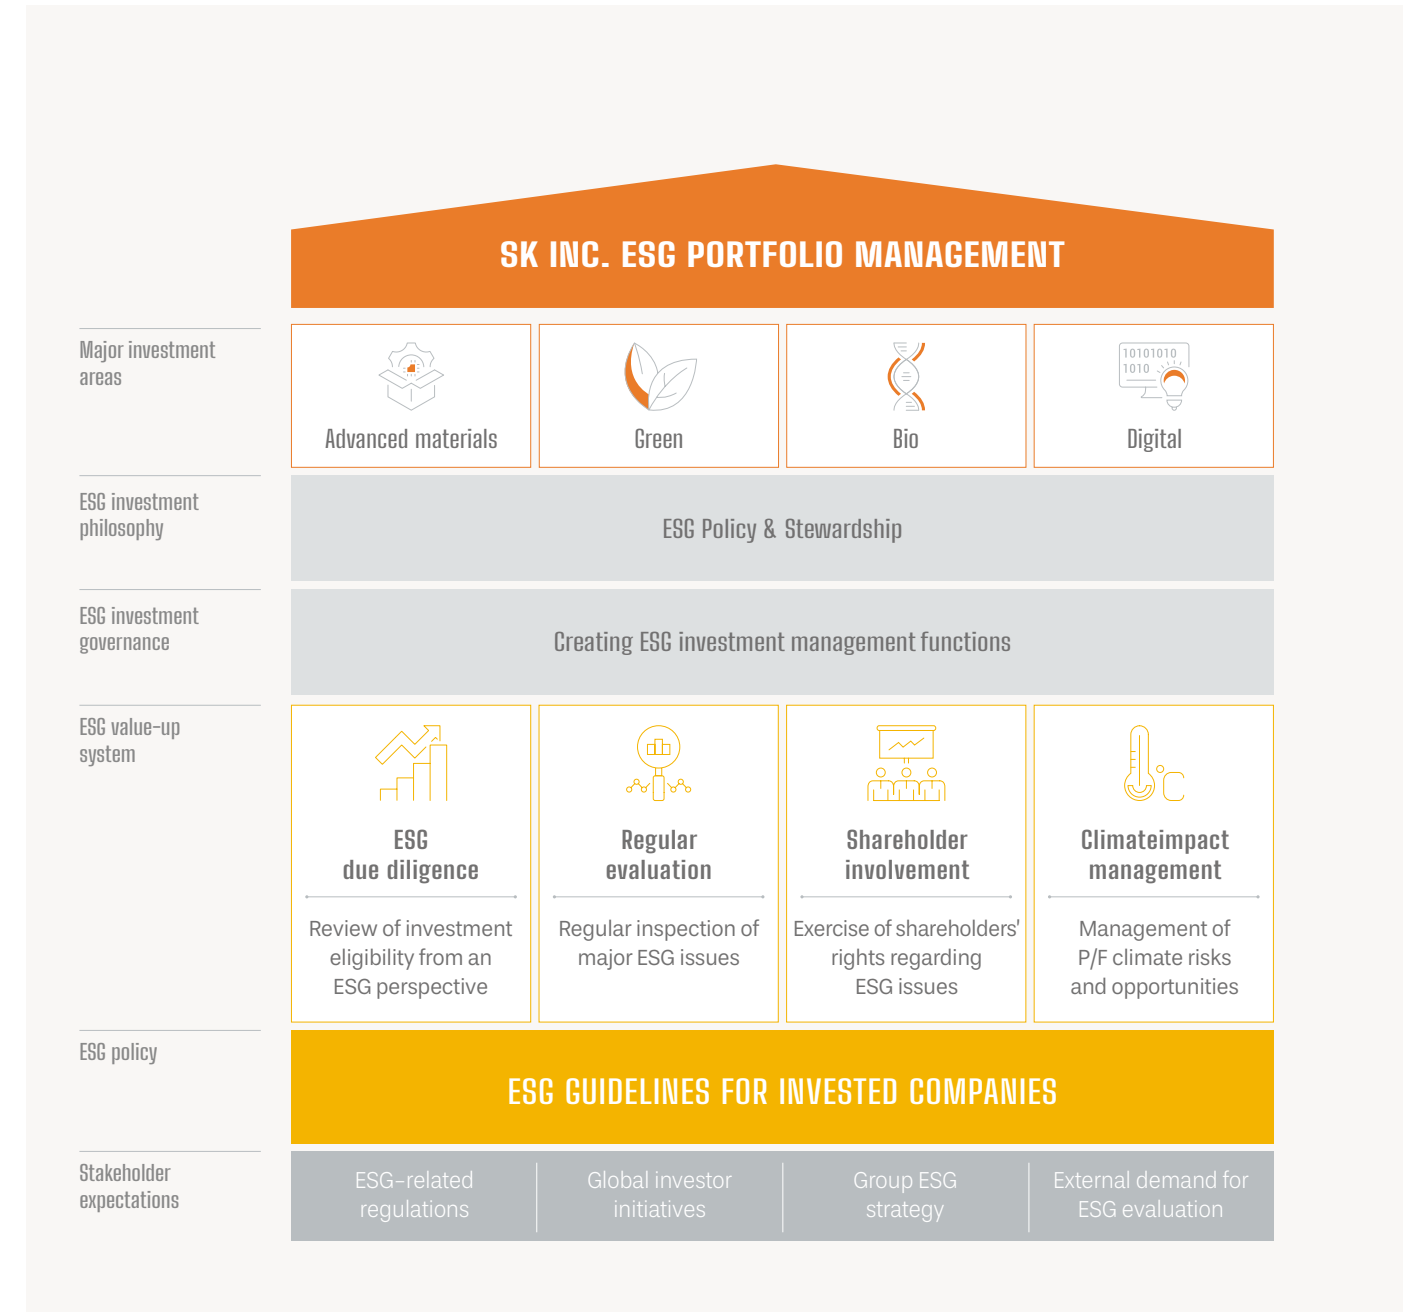 SK INC. ESG PORTFOLIO MANAGEMENT
Major investment
areas
10101010
1010
Advanced materials
Green
Bio
Digital
ESG investment
philosophy
ESG Policy & Stewardship
ESG investment
governance
Creating ESG investment management functions
ESG value-up
system
ESG
due diligence
Review of investment
eligibility from an
ESG perspective
Regular
evaluation
Regular inspection of
major ESG issues
Shareholder
involvement
Exercise of shareholders'
rights regarding
ESG issues
°C
Climateimpact
management
Management of
P/F climate risks
and opportunities
ESG policy
ESG GUIDELINES FOR INVESTED COMPANIES
Stakeholder
expectations
ESG-related
regulations
Global investor
initiatives
Group ESG
strategy
External demand for
ESG evaluation